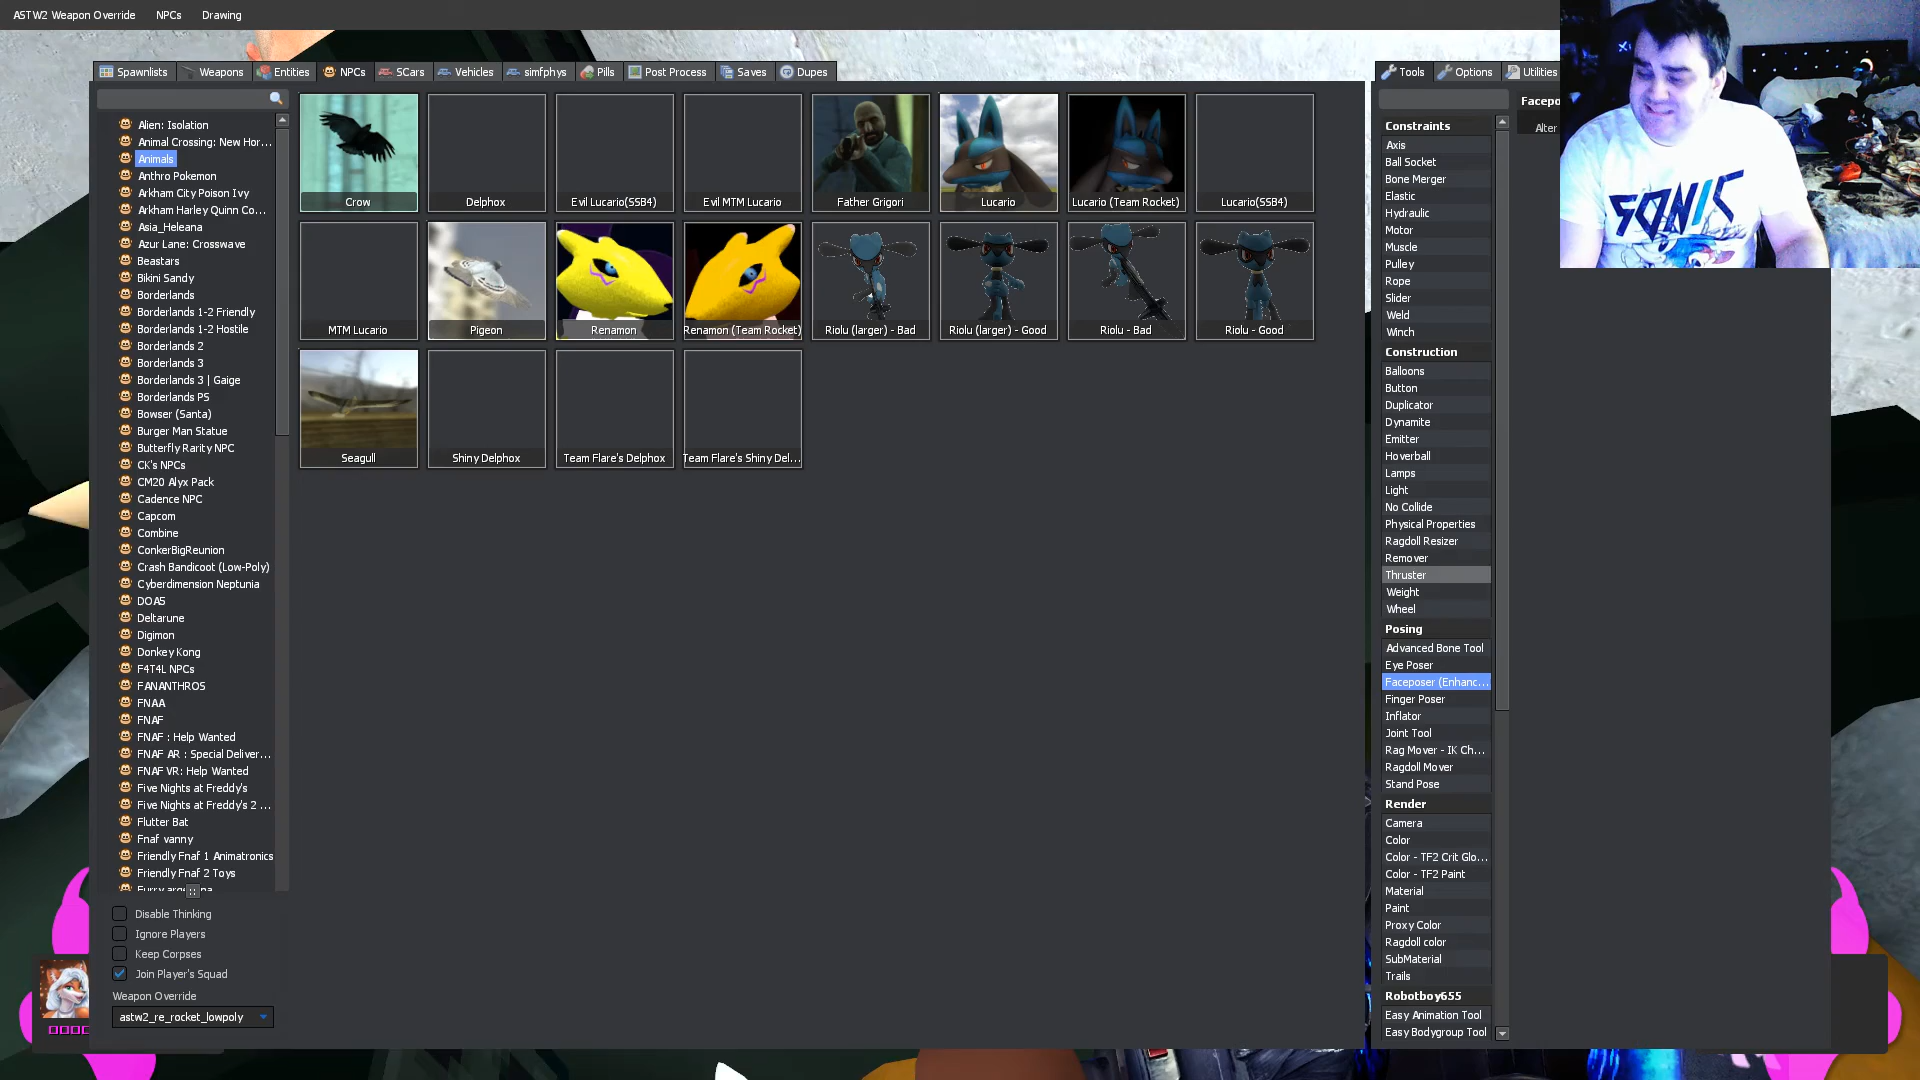 ASTW2 Weapon Override NPCs Drawing
Spawnlists Weapons Entities NPCs SCars Vehicles simfphys Pills Post Process Saves Dupes
Tools Options Utilities
Alien: Isolation
Animal Crossing: New Hor...
Animals
Anthro Pokemon
Arkham City Poison Ivy
Arkham Harley Quinn Co...
Asia_Heleana
Azur Lane: Crosswave
Beastars
Bikini Sandy
Borderlands
Borderlands 1-2 Friendly
Borderlands 1-2 Hostile
Borderlands 2
Borderlands 3
Borderlands 3 | Gaige
Borderlands PS
Bowser (Santa)
Burger Man Statue
Butterfly Rarity NPC
CK's NPCs
CM20 Alyx Pack
Cadence NPC
Capcom
Combine
ConkerBigReunion
Crash Bandicoot (Low-Poly)
Cyberdimension Neptunia
DOA5
Deltarune
Digimon
Donkey Kong
F4T4L NPCs
FANANTHROS
FNAA
FNAF
FNAF : Help Wanted
FNAF AR : Special Deliver...
FNAF VR: Help Wanted
Five Nights at Freddy's
Five Nights at Freddy's 2 ...
Flutter Bat
Fnaf vanny
Friendly Fnaf 1 Animatronics
Friendly Fnaf 2 Toys
Disable Thinking
Ignore Players
Keep Corpses
Join Player's Squad
Weapon Override
astw2_re_rocket_lowpoly
Crow Delphox Evil Lucario(SSB4) Evil MTM Lucario Father Grigori Lucario Lucario (Team Rocket) Lucario(SSB4)
MTM Lucario Pigeon Renamon Renamon (Team Rocket) Riolu (larger) - Bad Riolu (larger) - Good Riolu - Bad Riolu - Good
Seagull Shiny Delphox Team Flare's Delphox Team Flare's Shiny Del...
Constraints
Axis
Ball Socket
Bone Merger
Elastic
Hydraulic
Motor
Muscle
Pulley
Rope
Slider
Weld
Winch
Construction
Balloons
Button
Duplicator
Dynamite
Emitter
Hoverball
Lamps
Light
No Collide
Physical Properties
Ragdoll Resizer
Remover
Thruster
Weight
Wheel
Posing
Advanced Bone Tool
Eye Poser
Faceposer (Enhanc...
Finger Poser
Inflator
Joint Tool
Rag Mover - IK Ch...
Ragdoll Mover
Stand Pose
Render
Camera
Color
Color - TF2 Crit Glo...
Color - TF2 Paint
Material
Paint
Proxy Color
Ragdoll color
SubMaterial
Trails
Robotboy655
Easy Animation Tool
Easy Bodygroup Tool
Facepo
Alter
SONIC